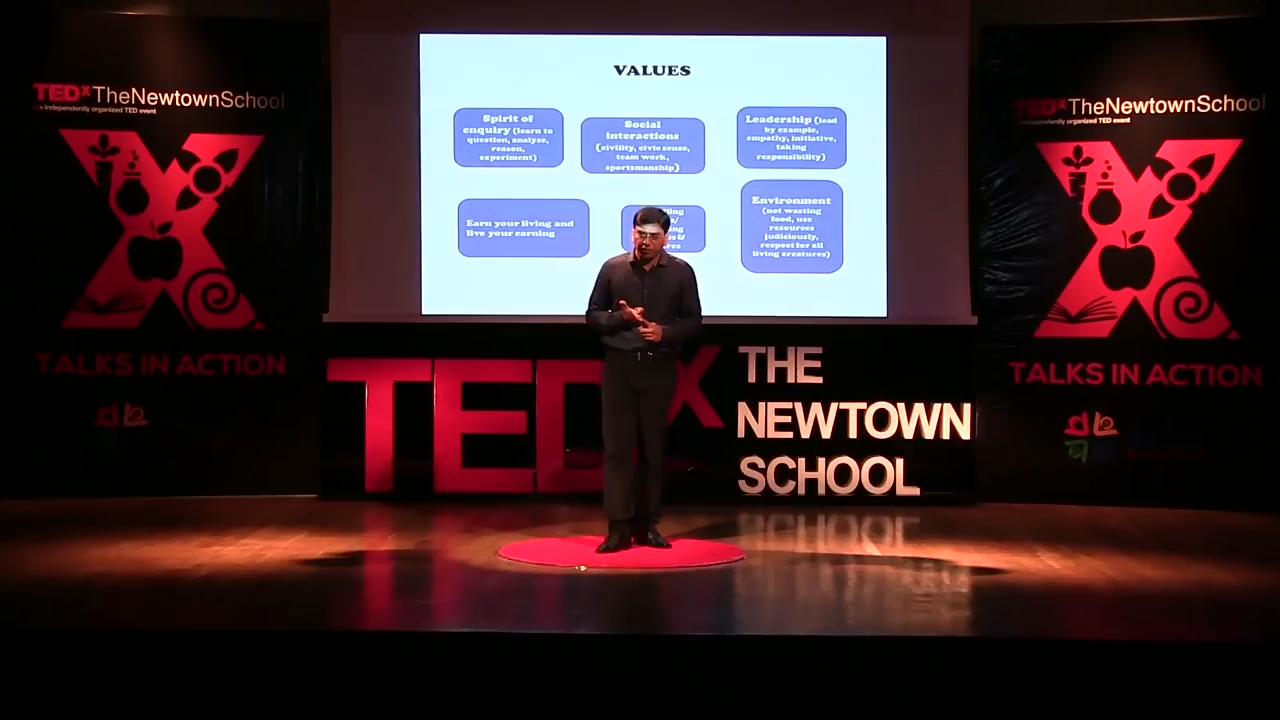 VALUES
Spirit of
enquiry (learn to
question, analyse,
reason,
experiment)
Social
interactions
(civility, civic sense,
team work,
sportsmanship)
Leadership (lead
by example,
empathy, initiative,
taking
responsibility)
Earn your living and
live your earning
Environment
(not wasting
food, use
resources
judiciously,
respect for all
living creatures)
TEDxTheNewtownSchool
independently organized TED event
TALKS IN ACTION
TEDx
THE
NEWTOWN
SCHOOL
TEDxTheNewtownSchool
independently organized TED event
TALKS IN ACTION